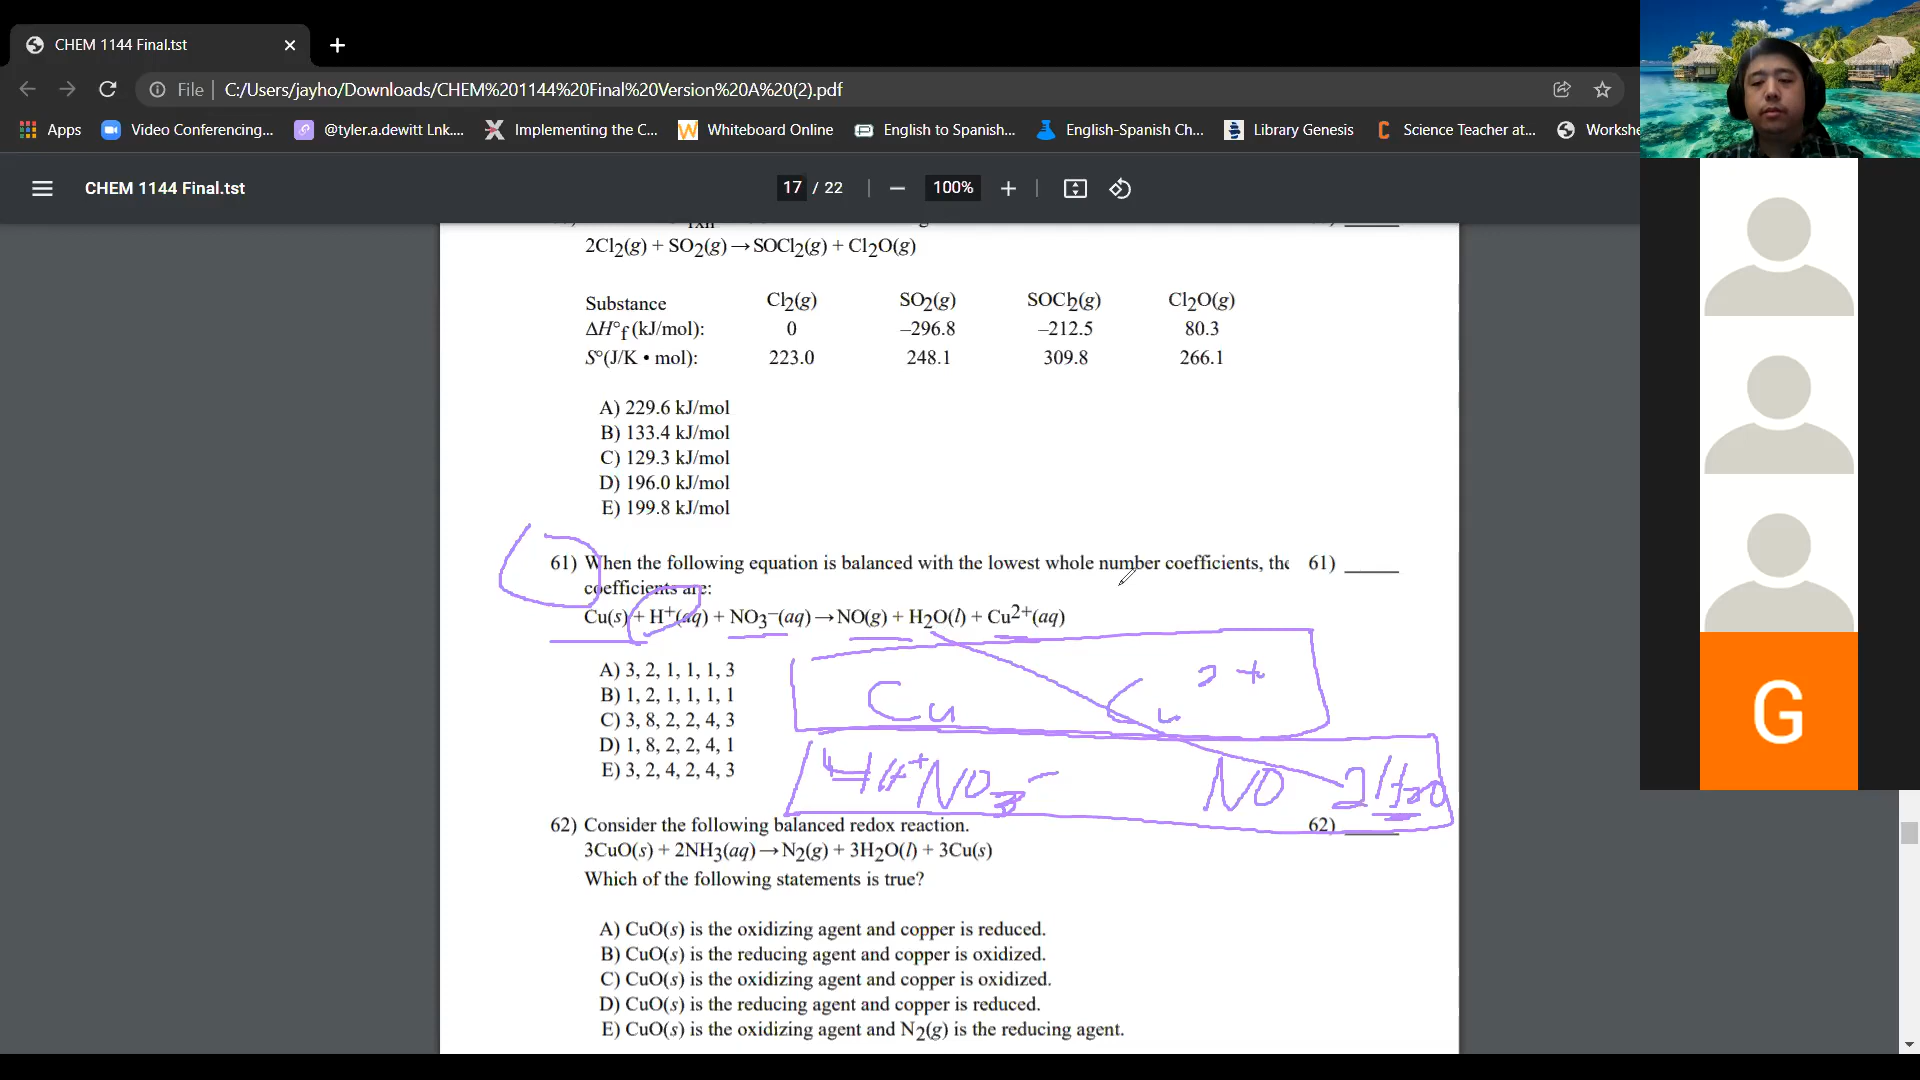 CHEM 1144 Final.tst
File | C:/Users/jayho/Downloads/CHEM%201144%20Final%20Version%20A%20(2).pdf
Apps Video Conferencing... @tyler.a.dewitt Lnk.... Implementing the C... Whiteboard Online English to Spanish... English-Spanish Ch... Library Genesis Science Teacher at... Workshe
CHEM 1144 Final.tst 17 / 22 100%
2Cl2(g) + SO2(g) → SOCl2(g) + Cl2O(g)
Substance Cl2(g) SO2(g) SOCl2(g) Cl2O(g)
ΔH°f (kJ/mol): 0 –296.8 –212.5 80.3
S°(J/K • mol): 223.0 248.1 309.8 266.1
A) 229.6 kJ/mol
B) 133.4 kJ/mol
C) 129.3 kJ/mol
D) 196.0 kJ/mol
E) 199.8 kJ/mol
61) When the following equation is balanced with the lowest whole number coefficients, the 61) ______
coefficients are:
Cu(s) + H+(aq) + NO3–(aq) → NO(g) + H2O(l) + Cu2+(aq)
A) 3, 2, 1, 1, 1, 3
B) 1, 2, 1, 1, 1, 1
C) 3, 8, 2, 2, 4, 3
D) 1, 8, 2, 2, 4, 1
E) 3, 2, 4, 2, 4, 3
Cu Cu 2+
4H+ NO3– NO 2H2O
62) Consider the following balanced redox reaction. 62) ______
3CuO(s) + 2NH3(aq) → N2(g) + 3H2O(l) + 3Cu(s)
Which of the following statements is true?
A) CuO(s) is the oxidizing agent and copper is reduced.
B) CuO(s) is the reducing agent and copper is oxidized.
C) CuO(s) is the oxidizing agent and copper is oxidized.
D) CuO(s) is the reducing agent and copper is reduced.
E) CuO(s) is the oxidizing agent and N2(g) is the reducing agent.
G